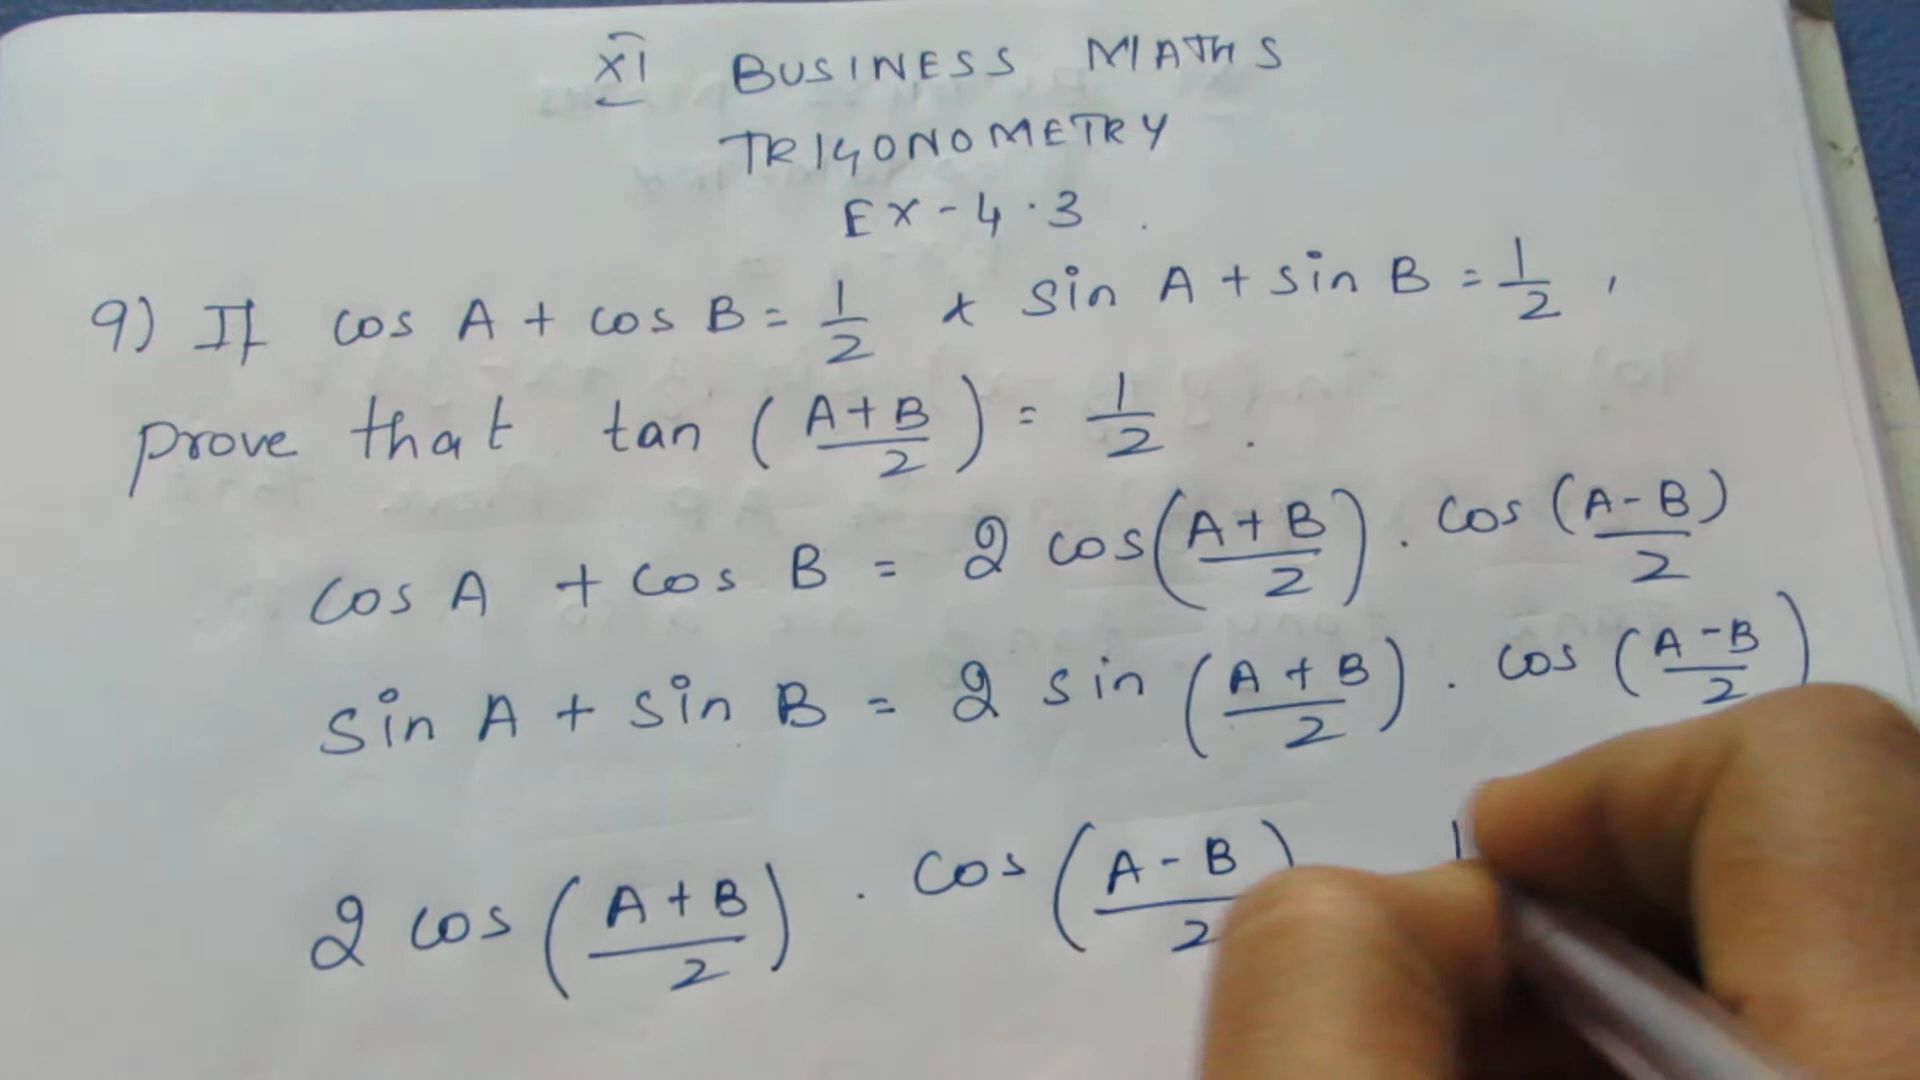 XI BUSINESS MATHS
TRIGONOMETRY
EX-4.3
9) If cos A + cos B = 1/2 & sin A + sin B = 1/2,
prove that tan (A+B/2) = 1/2.
cos A + cos B = 2 cos(A+B/2) . cos (A-B/2)
sin A + sin B = 2 sin (A+B/2) . cos (A-B/2)
2 cos (A+B/2) . cos (A-B/2)